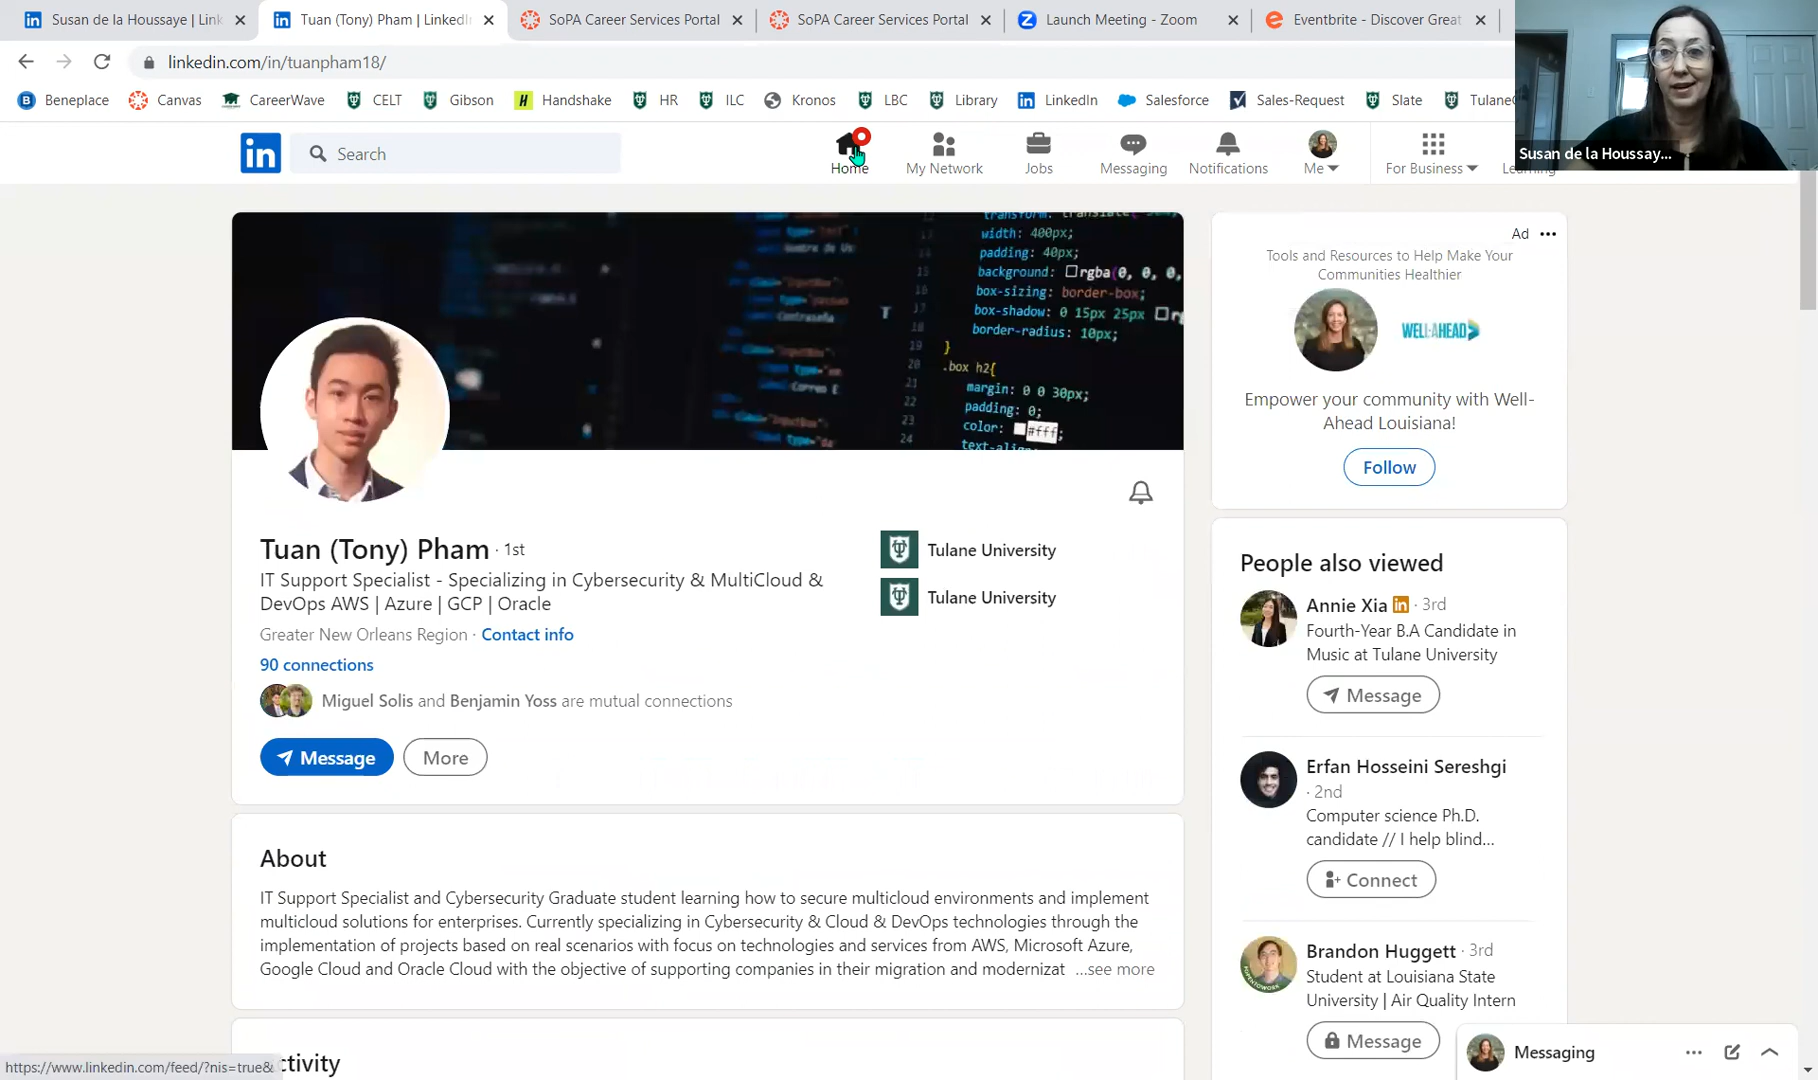 Susan de la Houssaye | Link
Tuan (Tony) Pham | LinkedIn
SoPA Career Services Portal
SoPA Career Services Portal
Launch Meeting - Zoom
Eventbrite - Discover Great
linkedin.com/in/tuanpham18/
Beneplace
Canvas
CareerWave
CELT
Gibson
Handshake
HR
ILC
Kronos
LBC
Library
LinkedIn
Salesforce
Sales-Request
Slate
Susan de la Houssay...
Search
Home
My Network
Jobs
Messaging
Notifications
Me
For Business
Learning
width: 400px;
padding: 40px;
background: rgba(0, 0, 0,
box-sizing: border-box;
box-shadow: 0 15px 25px
border-radius: 10px;
}
.box h2{
margin: 0 0 30px;
padding: 0;
color: #fff;
Ad
Tools and Resources to Help Make Your
Communities Healthier
WELL-AHEAD
Empower your community with Well-
Ahead Louisiana!
Follow
Tuan (Tony) Pham · 1st
IT Support Specialist - Specializing in Cybersecurity & MultiCloud &
DevOps AWS | Azure | GCP | Oracle
Greater New Orleans Region · Contact info
90 connections
Miguel Solis and Benjamin Yoss are mutual connections
Message
More
Tulane University
Tulane University
About
IT Support Specialist and Cybersecurity Graduate student learning how to secure multicloud environments and implement
multicloud solutions for enterprises. Currently specializing in Cybersecurity & Cloud & DevOps technologies through the
implementation of projects based on real scenarios with focus on technologies and services from AWS, Microsoft Azure,
Google Cloud and Oracle Cloud with the objective of supporting companies in their migration and modernizat ...see more
People also viewed
Annie Xia · 3rd
Fourth-Year B.A Candidate in
Music at Tulane University
Message
Erfan Hosseini Sereshgi
· 2nd
Computer science Ph.D.
candidate // I help blind...
Connect
Brandon Huggett · 3rd
Student at Louisiana State
University | Air Quality Intern
Message
Messaging
https://www.linkedin.com/feed/?nis=true&
ctivity